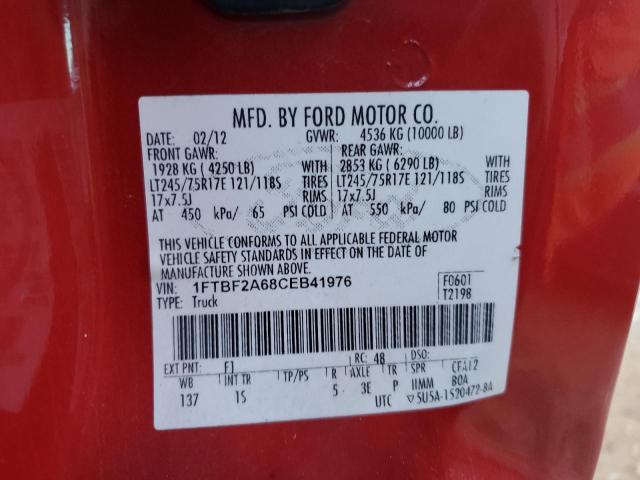 MFD. BY FORD MOTOR CO.
DATE: 02/12 GVWR: 4536 KG (10000 LB)
FRONT GAWR: REAR GAWR:
1928 KG ( 4250 LB) WITH 2853 KG ( 6290 LB) WITH
LT245/75R17E 121/118S TIRES LT245/75R17E 121/118S TIRES
17x7.5J RIMS 17x7.5J RIMS
AT 450 kPa/ 65 PSI COLD AT 550 kPa/ 80 PSI COLD
THIS VEHICLE CONFORMS TO ALL APPLICABLE FEDERAL MOTOR
VEHICLE SAFETY STANDARDS IN EFFECT ON THE DATE OF
MANUFACTURE SHOWN ABOVE.
VIN: 1FTBF2A68CEB41976 F0601
TYPE: Truck T2198
EXT PNT: F1 RC: 48 DSO:
WB INT TR TP/PS R AXLE TR SPR CFA12
137 1S 5 3E P IIMM BOA
UTC ▽5U5A-1520472-BA